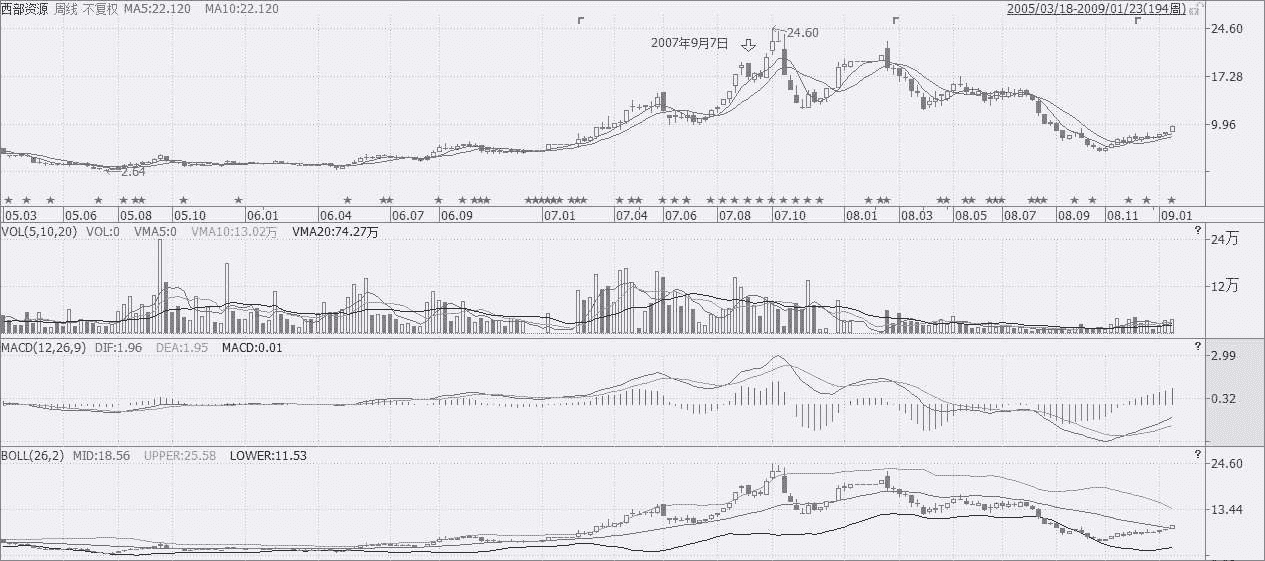 西部资源 周线 不复权 MA5:22.120 MA10:22.120 2005/03/18-2009/01/23(194周)
24.60
2007年9月7日 24.60
17.28
9.96
2.64
05.03 05.06 05.08 05.10 06.01 06.04 06.07 06.09 07.01 07.04 07.06 07.08 07.10 08.01 08.03 08.05 08.07 08.09 08.11 09.01
VOL(5,10,20) VOL:0 VMA5:0 VMA10:13.02万 VMA20:74.27万 ?
24万
12万
MACD(12,26,9) DIF:1.96 DEA:1.95 MACD:0.01 ?
2.99
0.32
BOLL(26,2) MID:18.56 UPPER:25.58 LOWER:11.53 ?
24.60
13.44